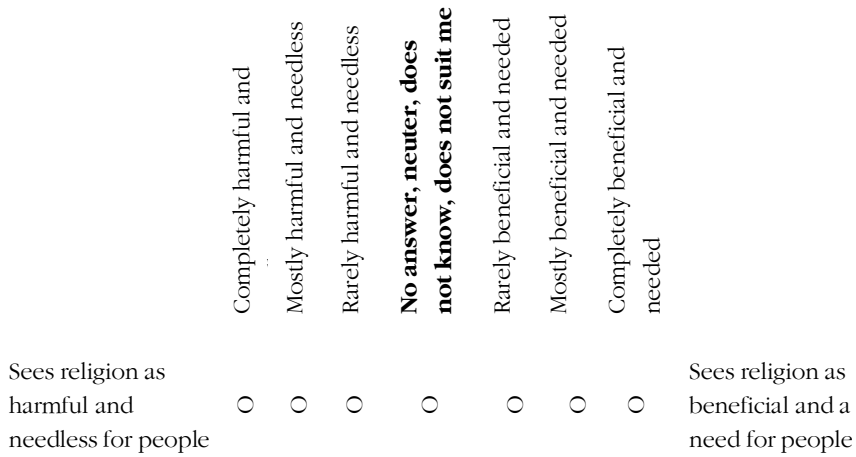 Completely harmful and
Mostly harmful and needless
Rarely harmful and needless
No answer, neuter, does
not know, does not suit me
Rarely beneficial and needed
Mostly beneficial and needed
Completely beneficial and
needed
Sees religion as
harmful and
needless for people
O O O O O O O
Sees religion as
beneficial and a
need for people